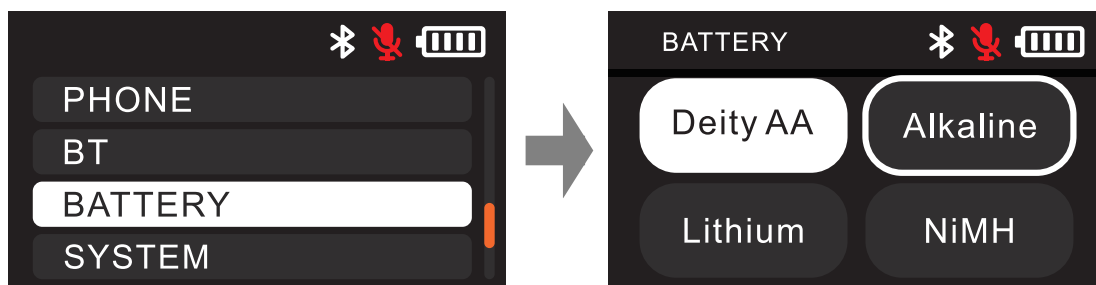 PHONE
BT
BATTERY
SYSTEM
BATTERY
Deity AA Alkaline
Lithium NiMH